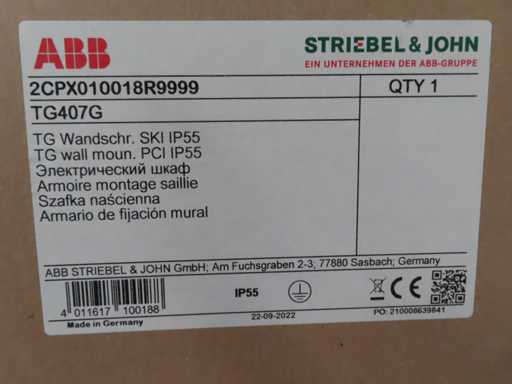 ABB
STRIEBEL & JOHN
EIN UNTERNEHMEN DER ABB-GRUPPE
2CPX010018R9999
QTY 1
TG407G
TG Wandschr. SKI IP55
TG wall moun. PCI IP55
Электрический шкаф
Armoire montage saillie
Szafka naścienna
Armario de fijación mural
ABB STRIEBEL & JOHN GmbH; Am Fuchsgraben 2-3; 77880 Sasbach; Germany
4 011617 100188
Made in Germany
IP55
22-09-2022
CE
EAC
PO: 210008639841